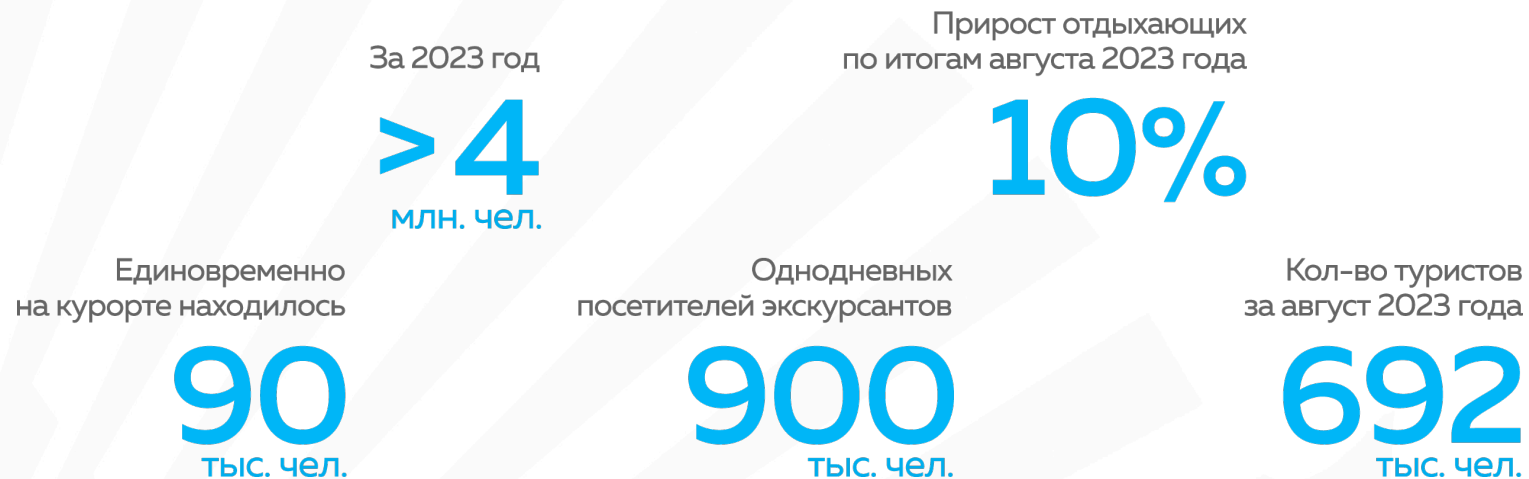 За 2023 год
> 4
млн. чел.
Прирост отдыхающих
по итогам августа 2023 года
10%
Единовременно
на курорте находилось
90
тыс. чел.
Однодневных
посетителей экскурсантов
900
тыс. чел.
Кол-во туристов
за август 2023 года
692
тыс. чел.